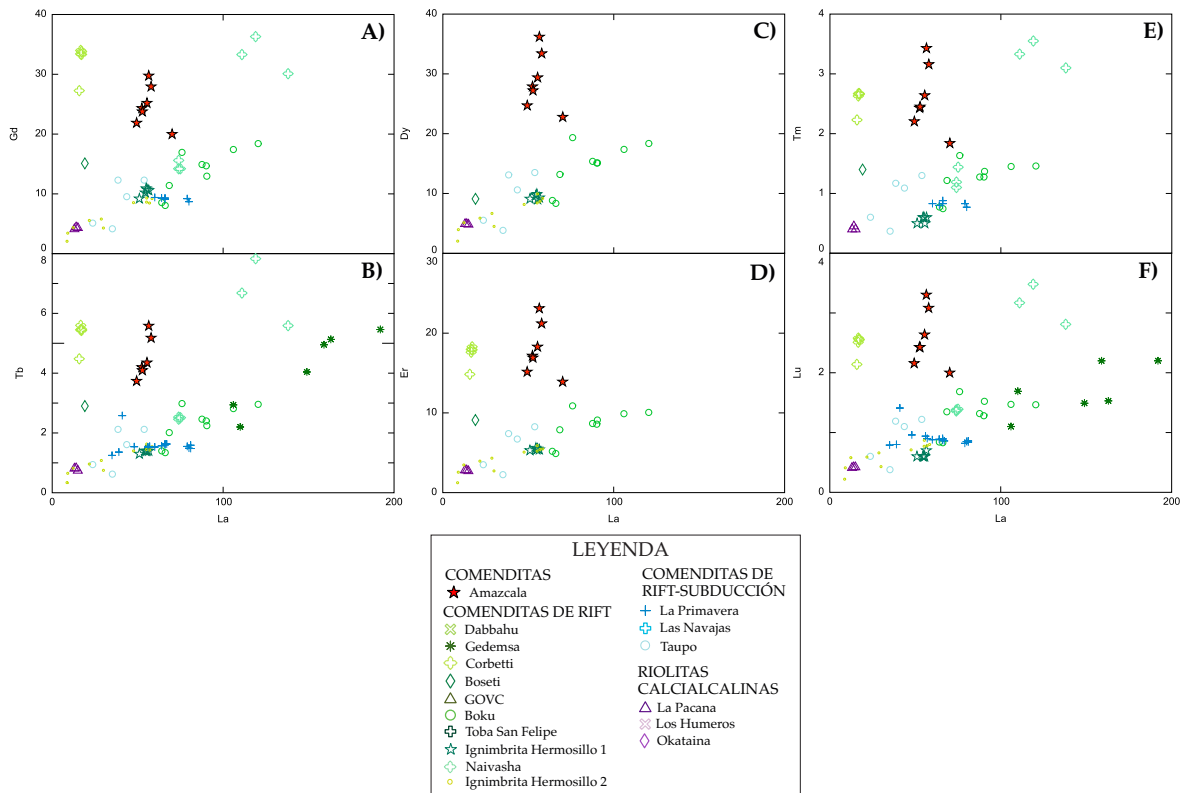 A)
40
30
20
10
0
Gd
C)
40
30
20
10
0
Dy
E)
4
3
2
1
0
Tm
B)
8
6
4
2
0
Tb
0
100
200
La
D)
30
20
10
0
Er
0
100
200
La
F)
4
2
0
Lu
0
100
200
La
LEYENDA
COMENDITAS
Amazcala
COMENDITAS DE RIFT
Dabbahu
Gedemsa
Corbetti
Boseti
GOVC
Boku
Toba San Felipe
Ignimbrita Hermosillo 1
Naivasha
Ignimbrita Hermosillo 2
COMENDITAS DE
RIFT-SUBDUCCIÓN
La Primavera
Las Navajas
Taupo
RIOLITAS
CALCIALCALINAS
La Pacana
Los Humeros
Okataina